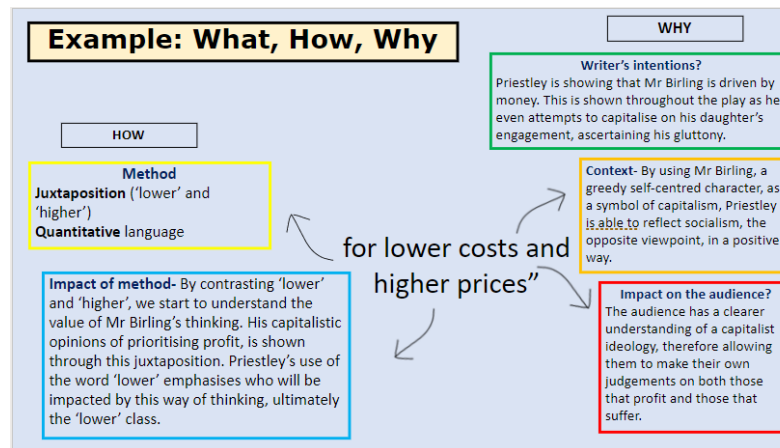 Example: What, How, Why
WHY
Writer's intentions?
Priestley is showing that Mr Birling is driven by
money. This is shown throughout the play as he
even attempts to capitalise on his daughter's
engagement, ascertaining his gluttony.
HOW
Method
Juxtaposition ('lower' and
'higher')
Quantitative language
Context- By using Mr Birling, a
greedy self-centred character, as
a symbol of capitalism, Priestley
is able to reflect socialism, the
opposite viewpoint, in a positive
way.
for lower costs and
higher prices”
Impact of method- By contrasting 'lower'
and 'higher', we start to understand the
value of Mr Birling's thinking. His capitalistic
opinions of prioritising profit, is shown
through this juxtaposition. Priestley's use of
the word 'lower' emphasises who will be
impacted by this way of thinking, ultimately
the 'lower' class.
Impact on the audience?
The audience has a clearer
understanding of a capitalist
ideology, therefore allowing
them to make their own
judgements on both those
that profit and those that
suffer.